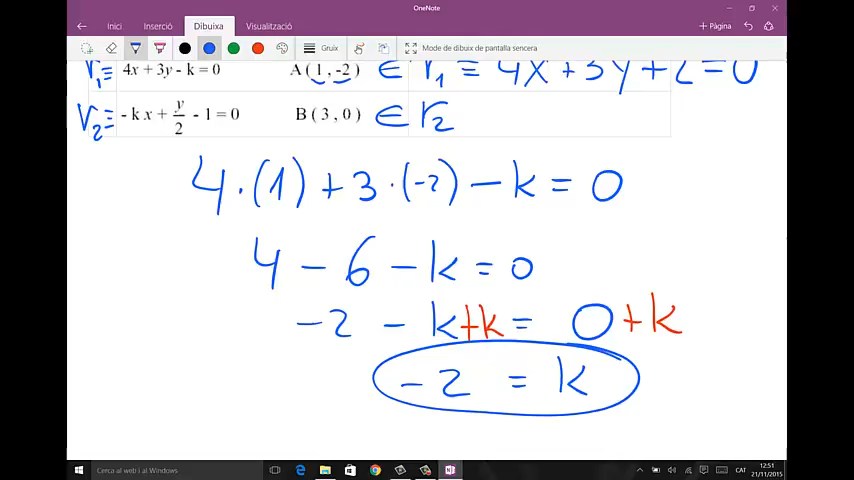 OneNote
Inici Inserció Dibuixa Visualització + Pàgina
Gruix Mode de dibuix de pantalla sencera
r₁≡ 4x + 3y - k = 0 A ( 1 , -2 ) ∈ r₁ ≡ 4x+3y+2=0
r₂≡ - k x + y/2 - 1 = 0 B ( 3 , 0 ) ∈ r₂
4·(1) + 3·(-2) - k = 0
4 - 6 - k = 0
-2 - k+k = 0+k
-2 = k
Cerca al web i al Windows
CAT
12:51
21/11/2015